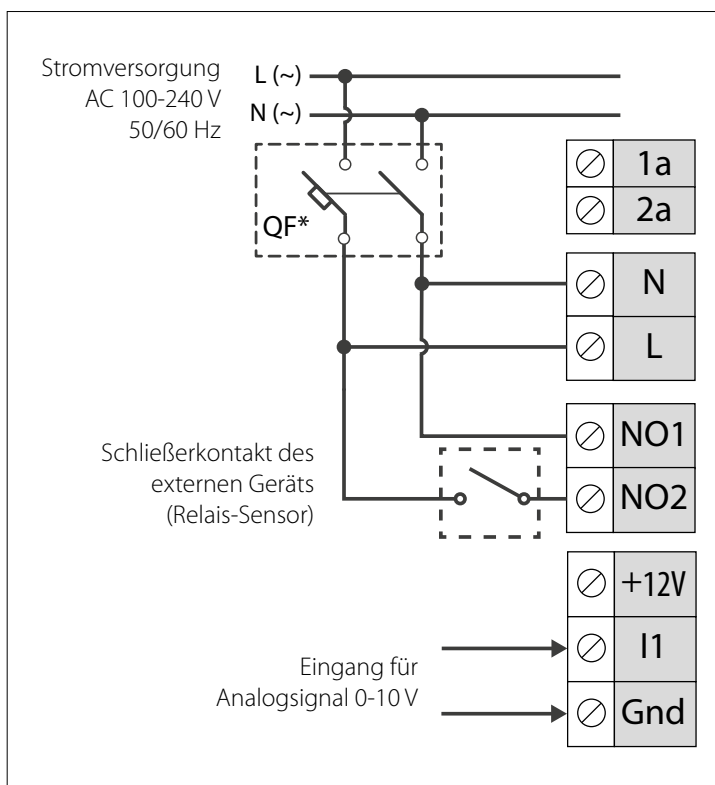 Stromversorgung
AC 100-240 V
50/60 Hz
L (~)
N (~)
QF*
1a
2a
N
L
Schließerkontakt des
externen Geräts
(Relais-Sensor)
NO1
NO2
+12V
Eingang für
Analogsignal 0-10 V
I1
Gnd